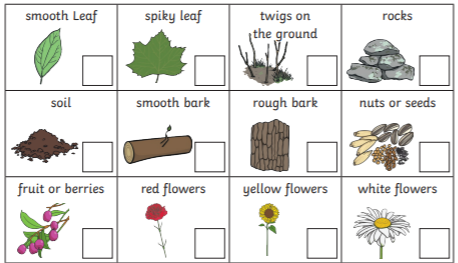 smooth Leaf
spiky leaf
twigs on
the ground
rocks
soil
smooth bark
rough bark
nuts or seeds
fruit or berries
red flowers
yellow flowers
white flowers